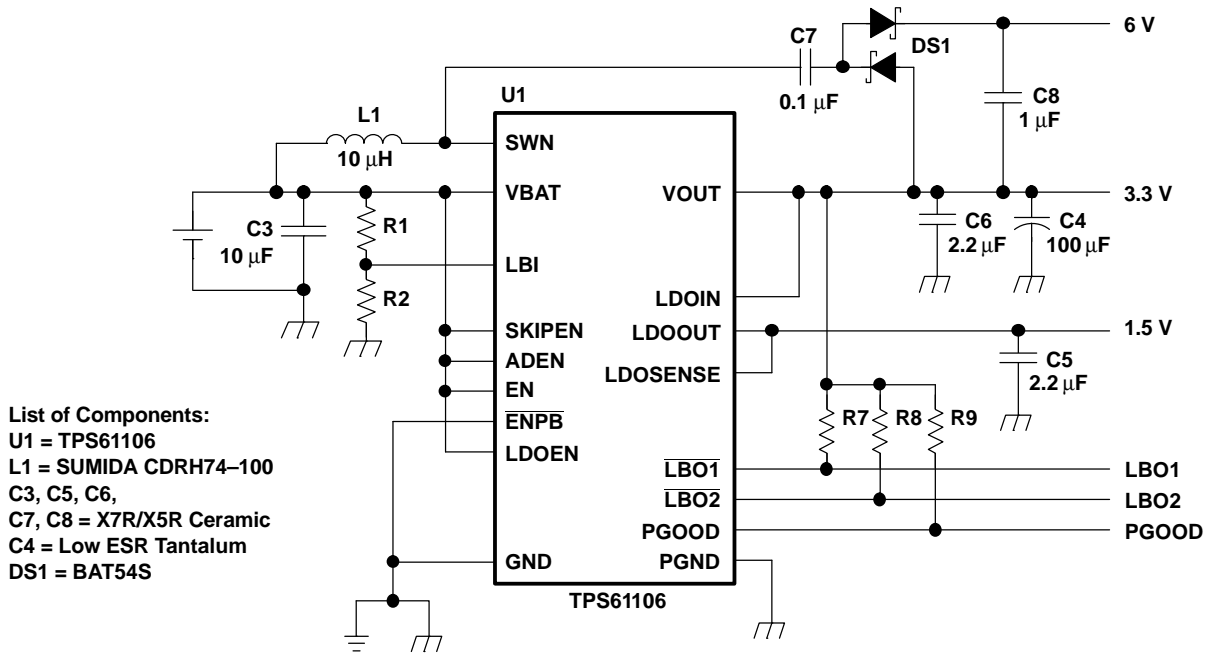 6 V
C7
DS1
0.1 μF
U1
C8
1 μF
L1
10 μH
SWN
VBAT
VOUT
3.3 V
C3
10 μF
R1
C6
2.2 μF
C4
100 μF
LBI
R2
LDOIN
SKIPEN
LDOOUT
1.5 V
ADEN
LDOSENSE
C5
2.2 μF
EN
ENPB
R7
R8
R9
LDOEN
LBO1
LBO1
LBO2
LBO2
PGOOD
PGOOD
GND
PGND
TPS61106
List of Components:
U1 = TPS61106
L1 = SUMIDA CDRH74–100
C3, C5, C6,
C7, C8 = X7R/X5R Ceramic
C4 = Low ESR Tantalum
DS1 = BAT54S